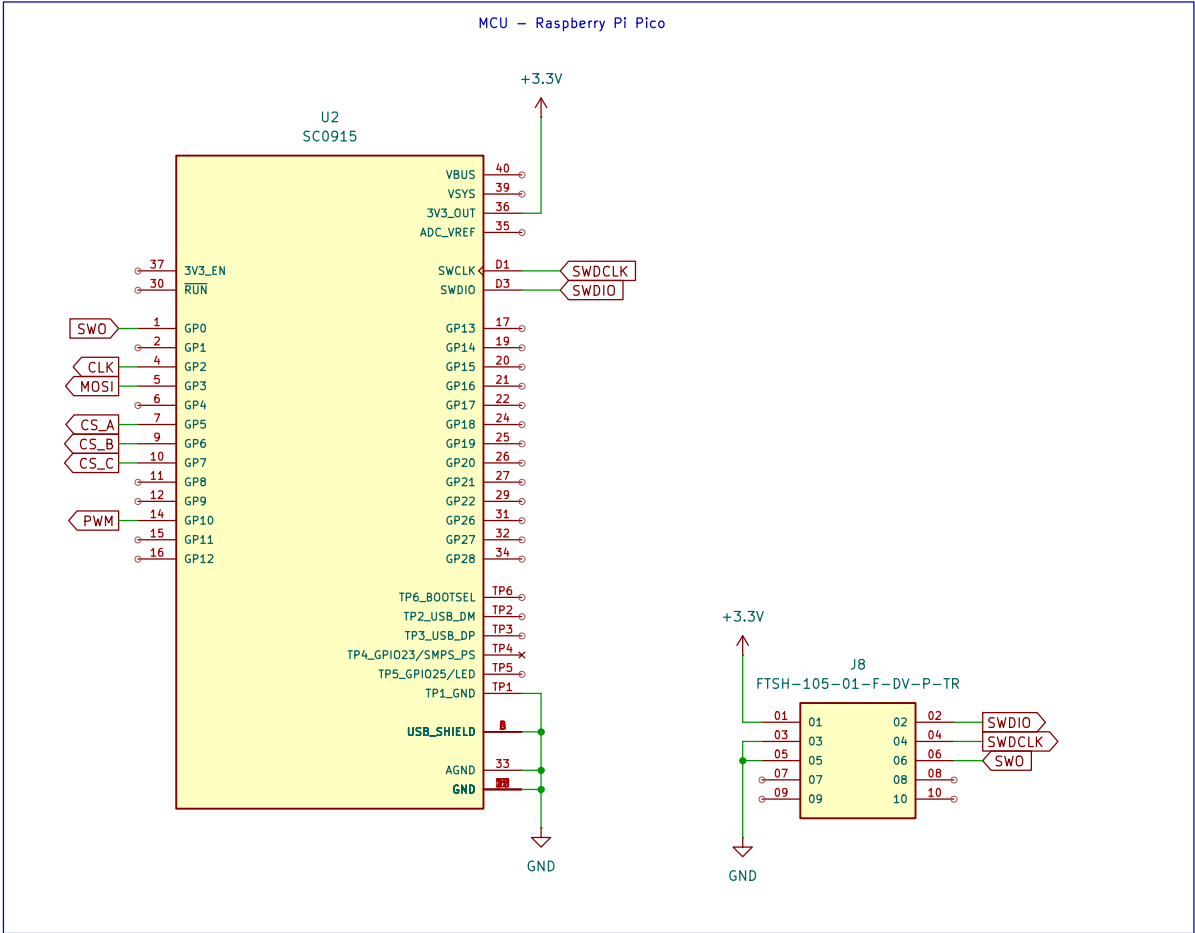 MCU - Raspberry Pi Pico
+3.3V
U2
SC0915
VBUS 40
VSYS 39
3V3_OUT 36
ADC_VREF 35
37 3V3_EN SWCLK D1 SWDCLK
30 RUN SWDIO D3 SWDIO
SWO 1 GP0 GP13 17
2 GP1 GP14 19
CLK 4 GP2 GP15 20
MOSI 5 GP3 GP16 21
6 GP4 GP17 22
CS_A 7 GP5 GP18 24
CS_B 9 GP6 GP19 25
CS_C 10 GP7 GP20 26
11 GP8 GP21 27
12 GP9 GP22 29
PWM 14 GP10 GP26 31
15 GP11 GP27 32
16 GP12 GP28 34
TP6_BOOTSEL TP6
TP2_USB_DM TP2
TP3_USB_DP TP3
TP4_GPIO23/SMPS_PS TP4
TP5_GPIO25/LED TP5
TP1_GND TP1
USB_SHIELD
AGND 33
GND
GND
+3.3V
J8
FTSH-105-01-F-DV-P-TR
01 01 02 02 SWDIO
03 03 04 04 SWDCLK
05 05 06 06 SWO
07 07 08 08
09 09 10 10
GND